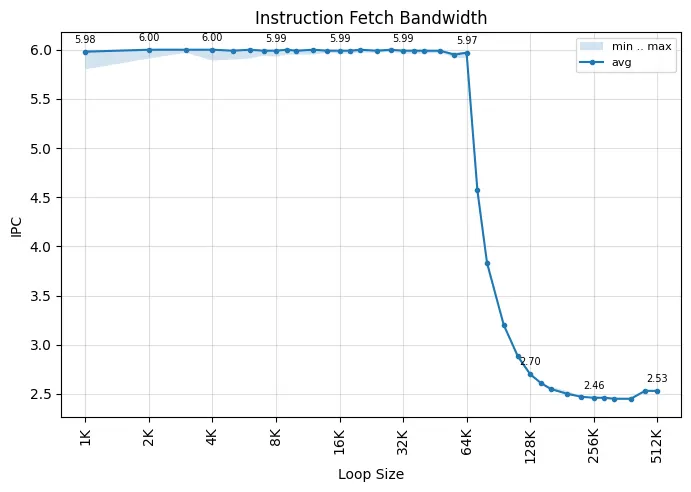 Instruction Fetch Bandwidth
5.98 6.00 6.00 5.99 5.99 5.99 5.97
min .. max
avg
6.0
5.5
5.0
4.5
4.0
3.5
3.0
2.5
2.70
2.46
2.53
IPC
1K 2K 4K 8K 16K 32K 64K 128K 256K 512K
Loop Size